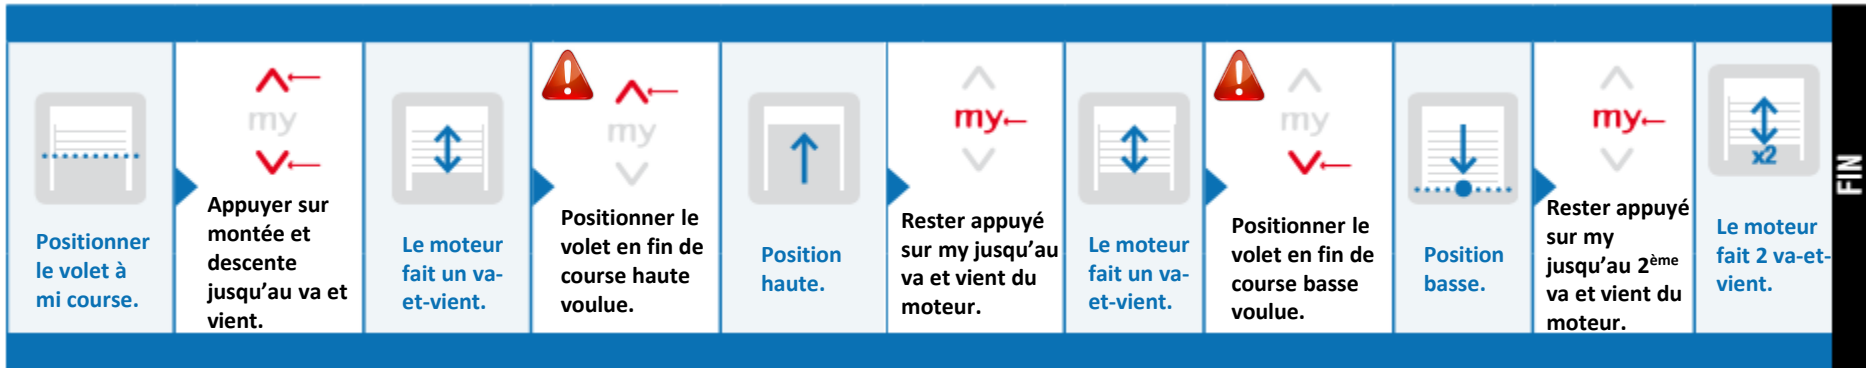 Positionner
le volet à
mi course.
my
Appuyer sur
montée et
descente
jusqu'au va et
vient.
Le moteur
fait un va-
et-vient.
!
my
Positionner le
volet en fin de
course haute
voulue.
Position
haute.
my
Rester appuyé
sur my jusqu'au
va et vient du
moteur.
Le moteur
fait un va-
et-vient.
!
my
Positionner le
volet en fin de
course basse
voulue.
Position
basse.
my
Rester appuyé
sur my
jusqu'au 2ème
va et vient du
moteur.
x2
Le moteur
fait 2 va-et-
vient.
FIN